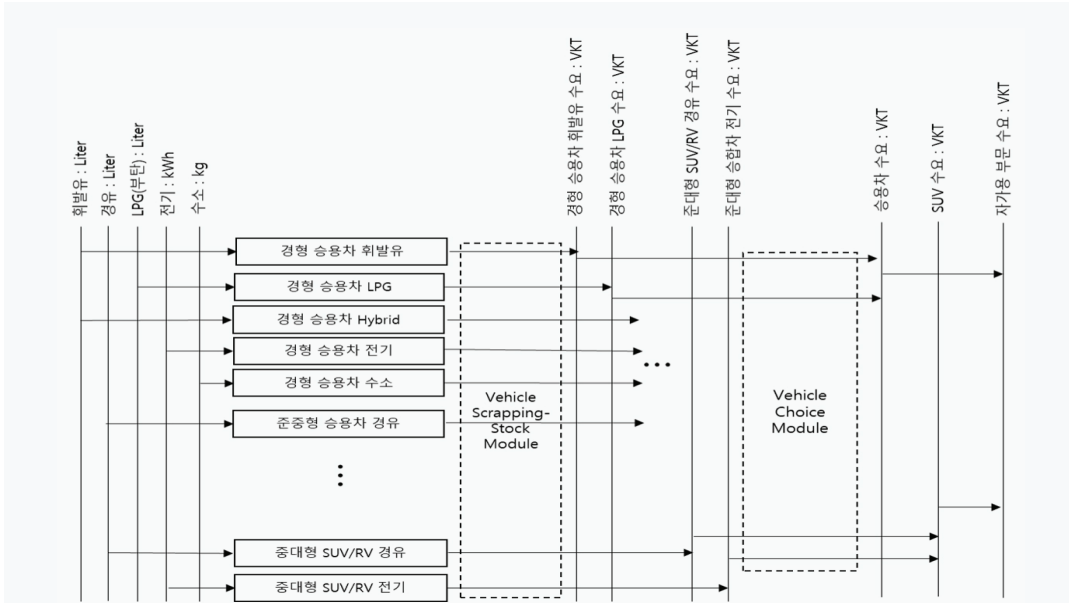 휘발유 : Liter
경유 : Liter
LPG(부탄) : Liter
전기 : kWh
수소 : kg
경형 승용차 휘발유 수요 : VKT
경형 승용차 LPG 수요 : VKT
준대형 SUV/RV 경유 수요 : VKT
준대형 승합차 전기 수요 : VKT
승용차 수요 : VKT
SUV 수요 : VKT
자가용 부문 수요 : VKT
경형 승용차 휘발유
경형 승용차 LPG
경형 승용차 Hybrid
경형 승용차 전기
경형 승용차 수소
준중형 승용차 경유
중대형 SUV/RV 경유
중대형 SUV/RV 전기
Vehicle
Scrapping-
Stock
Module
Vehicle
Choice
Module